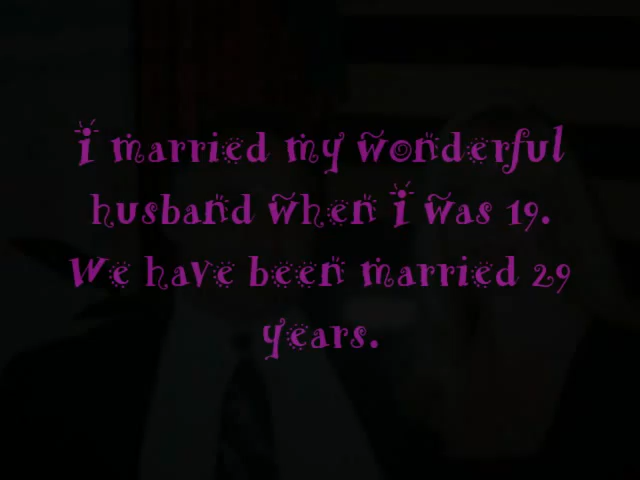 I married my wonderful
husband when I was 19.
We have been married 29
years.